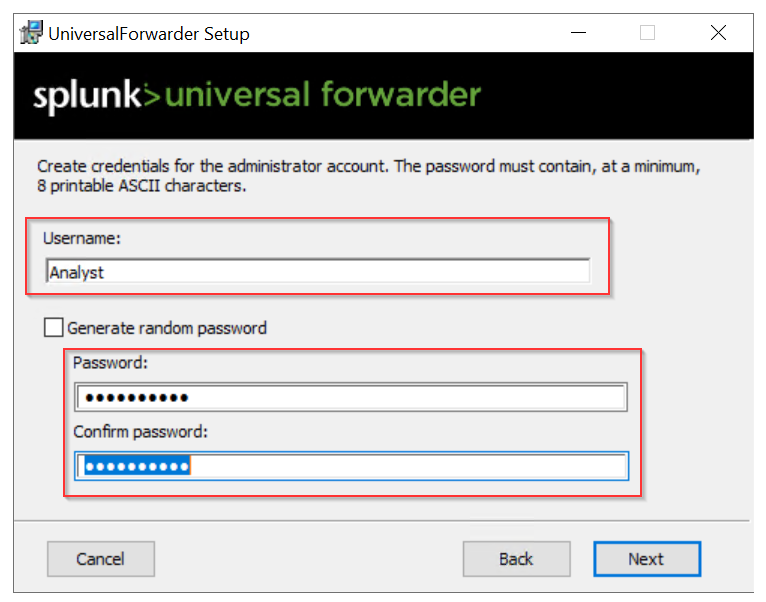 UniversalForwarder Setup
splunk>universal forwarder
Create credentials for the administrator account. The password must contain, at a minimum,
8 printable ASCII characters.
Username:
Analyst
Generate random password
Password:
●●●●●●●●●●
Confirm password:
●●●●●●●●●●
Cancel
Back
Next